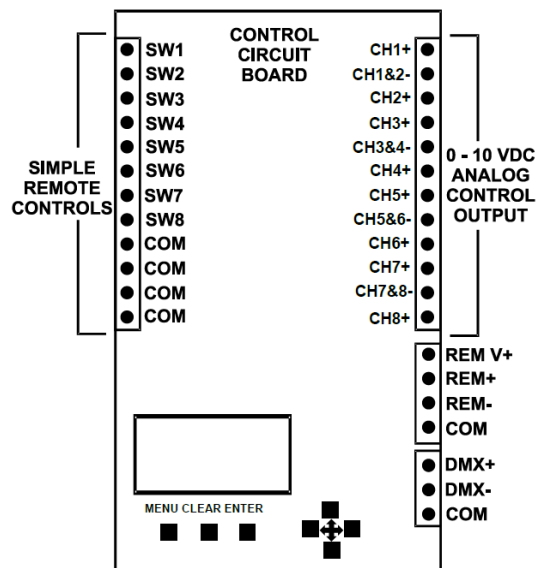 CONTROL
CIRCUIT
BOARD
SIMPLE
REMOTE
CONTROLS
SW1
SW2
SW3
SW4
SW5
SW6
SW7
SW8
COM
COM
COM
COM
CH1+
CH1&2-
CH2+
CH3+
CH3&4-
CH4+
CH5+
CH5&6-
CH6+
CH7+
CH7&8-
CH8+
0 - 10 VDC
ANALOG
CONTROL
OUTPUT
REM V+
REM+
REM-
COM
DMX+
DMX-
COM
MENU CLEAR ENTER